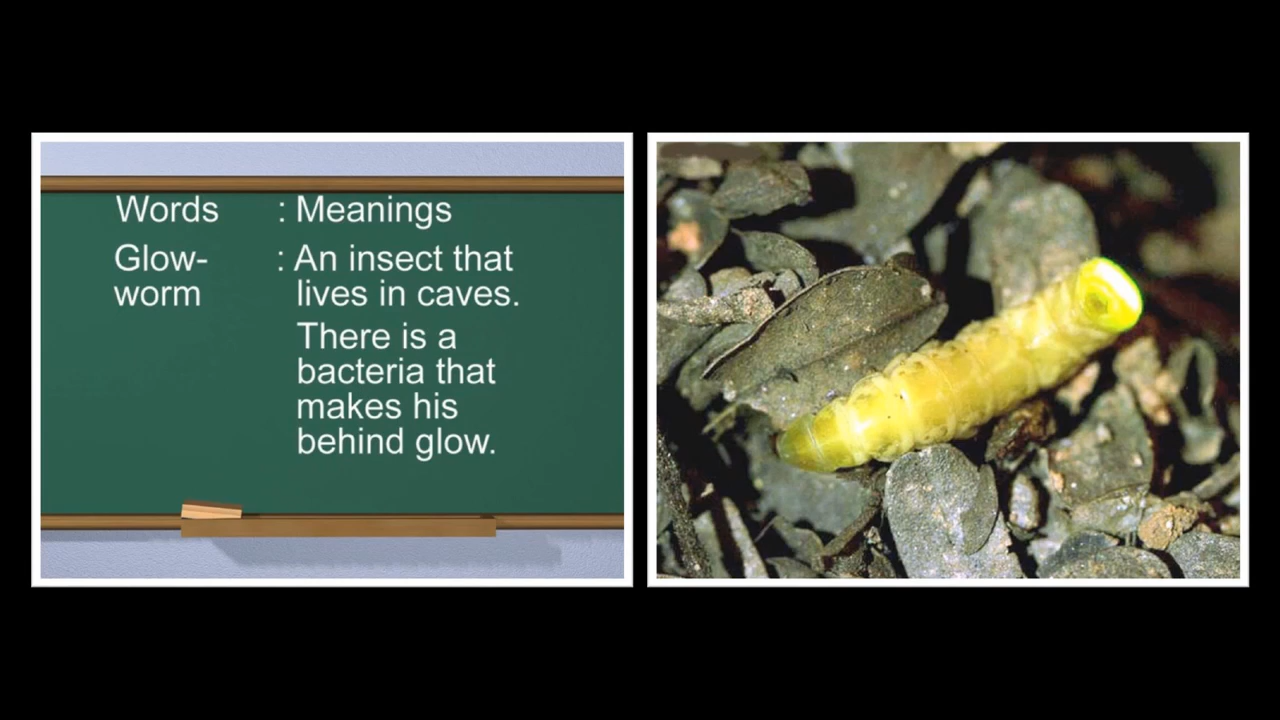 Words : Meanings
Glow- : An insect that
worm lives in caves.
There is a
bacteria that
makes his
behind glow.